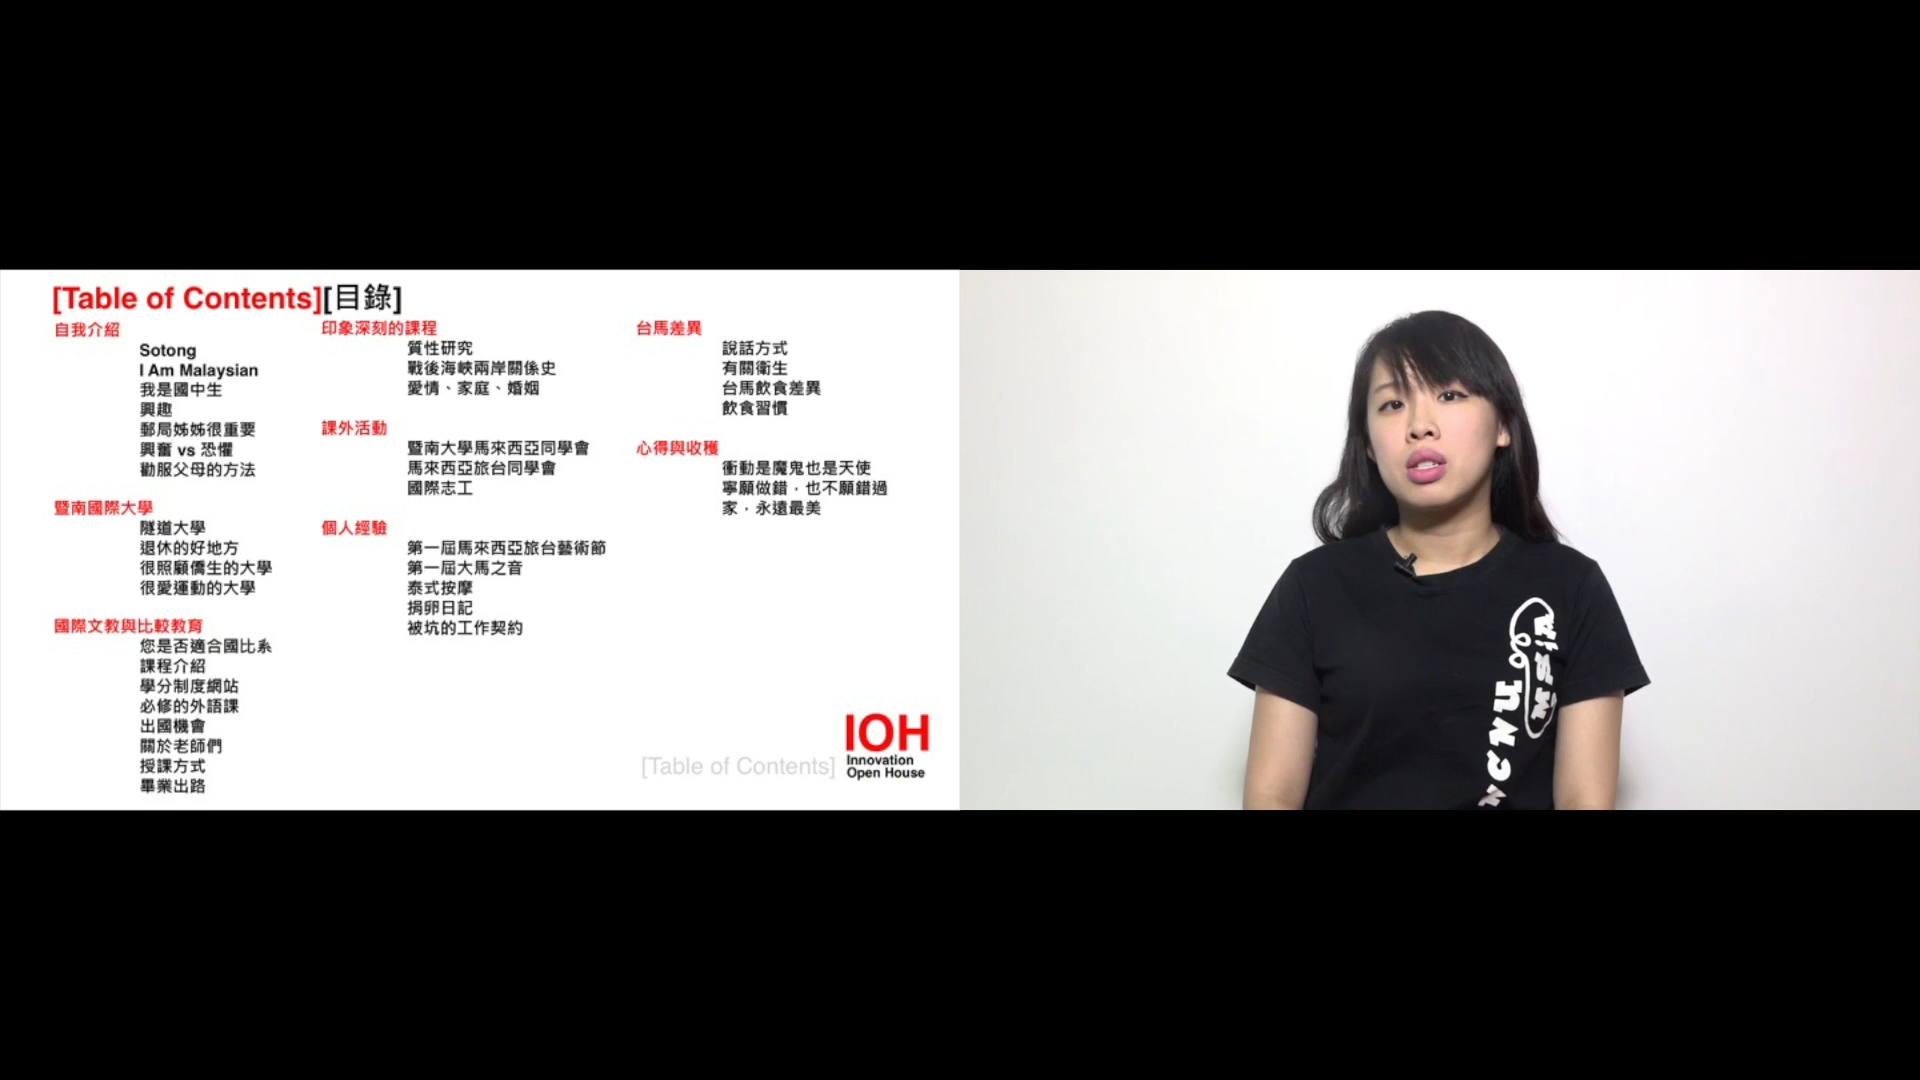 [Table of Contents][目錄]
自我介紹
Sotong
I Am Malaysian
我是國中生
興趣
郵局姊姊很重要
興奮 vs 恐懼
勸服父母的方法
暨南國際大學
隧道大學
退休的好地方
很照顧僑生的大學
很愛運動的大學
國際文教與比較教育
您是否適合國比系
課程介紹
學分制度網站
必修的外語課
出國機會
關於老師們
授課方式
畢業出路
印象深刻的課程
質性研究
戰後海峽兩岸關係史
愛情、家庭、婚姻
課外活動
暨南大學馬來西亞同學會
馬來西亞旅台同學會
國際志工
個人經驗
第一屆馬來西亞旅台藝術節
第一屆大馬之音
泰式按摩
捐卵日記
被坑的工作契約
台馬差異
說話方式
有關衛生
台馬飲食差異
飲食習慣
心得與收穫
衝動是魔鬼也是天使
寧願做錯，也不願錯過
家，永遠最美
[Table of Contents]
IOH
Innovation
Open House